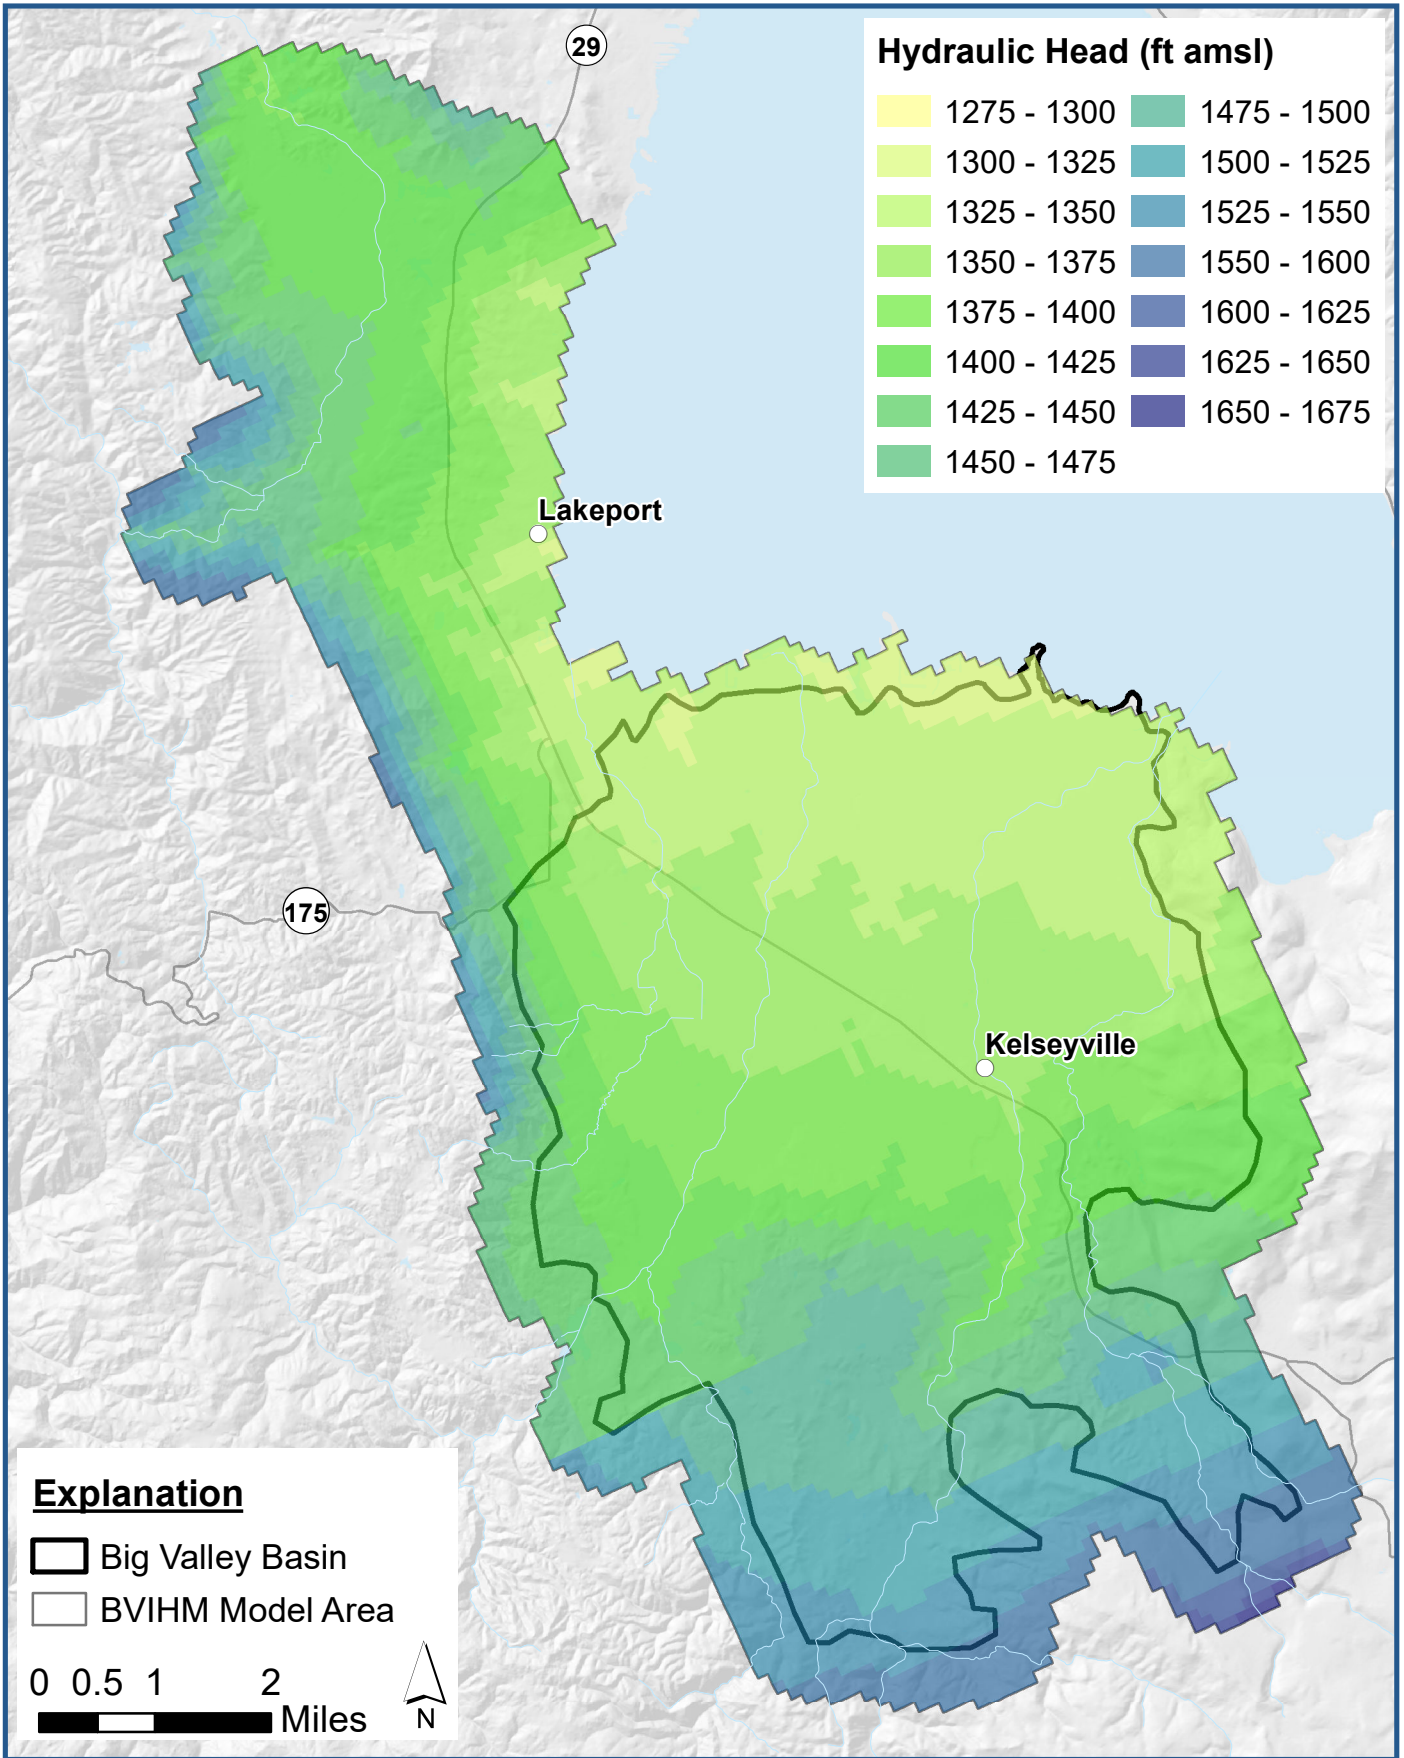 29
Hydraulic Head (ft amsl)
1275 - 1300
1300 - 1325
1325 - 1350
1350 - 1375
1375 - 1400
1400 - 1425
1425 - 1450
1450 - 1475
1475 - 1500
1500 - 1525
1525 - 1550
1550 - 1600
1600 - 1625
1625 - 1650
1650 - 1675
Lakeport
175
Kelseyville
Explanation
Big Valley Basin
BVIHM Model Area
0 0.5 1 2
Miles
N